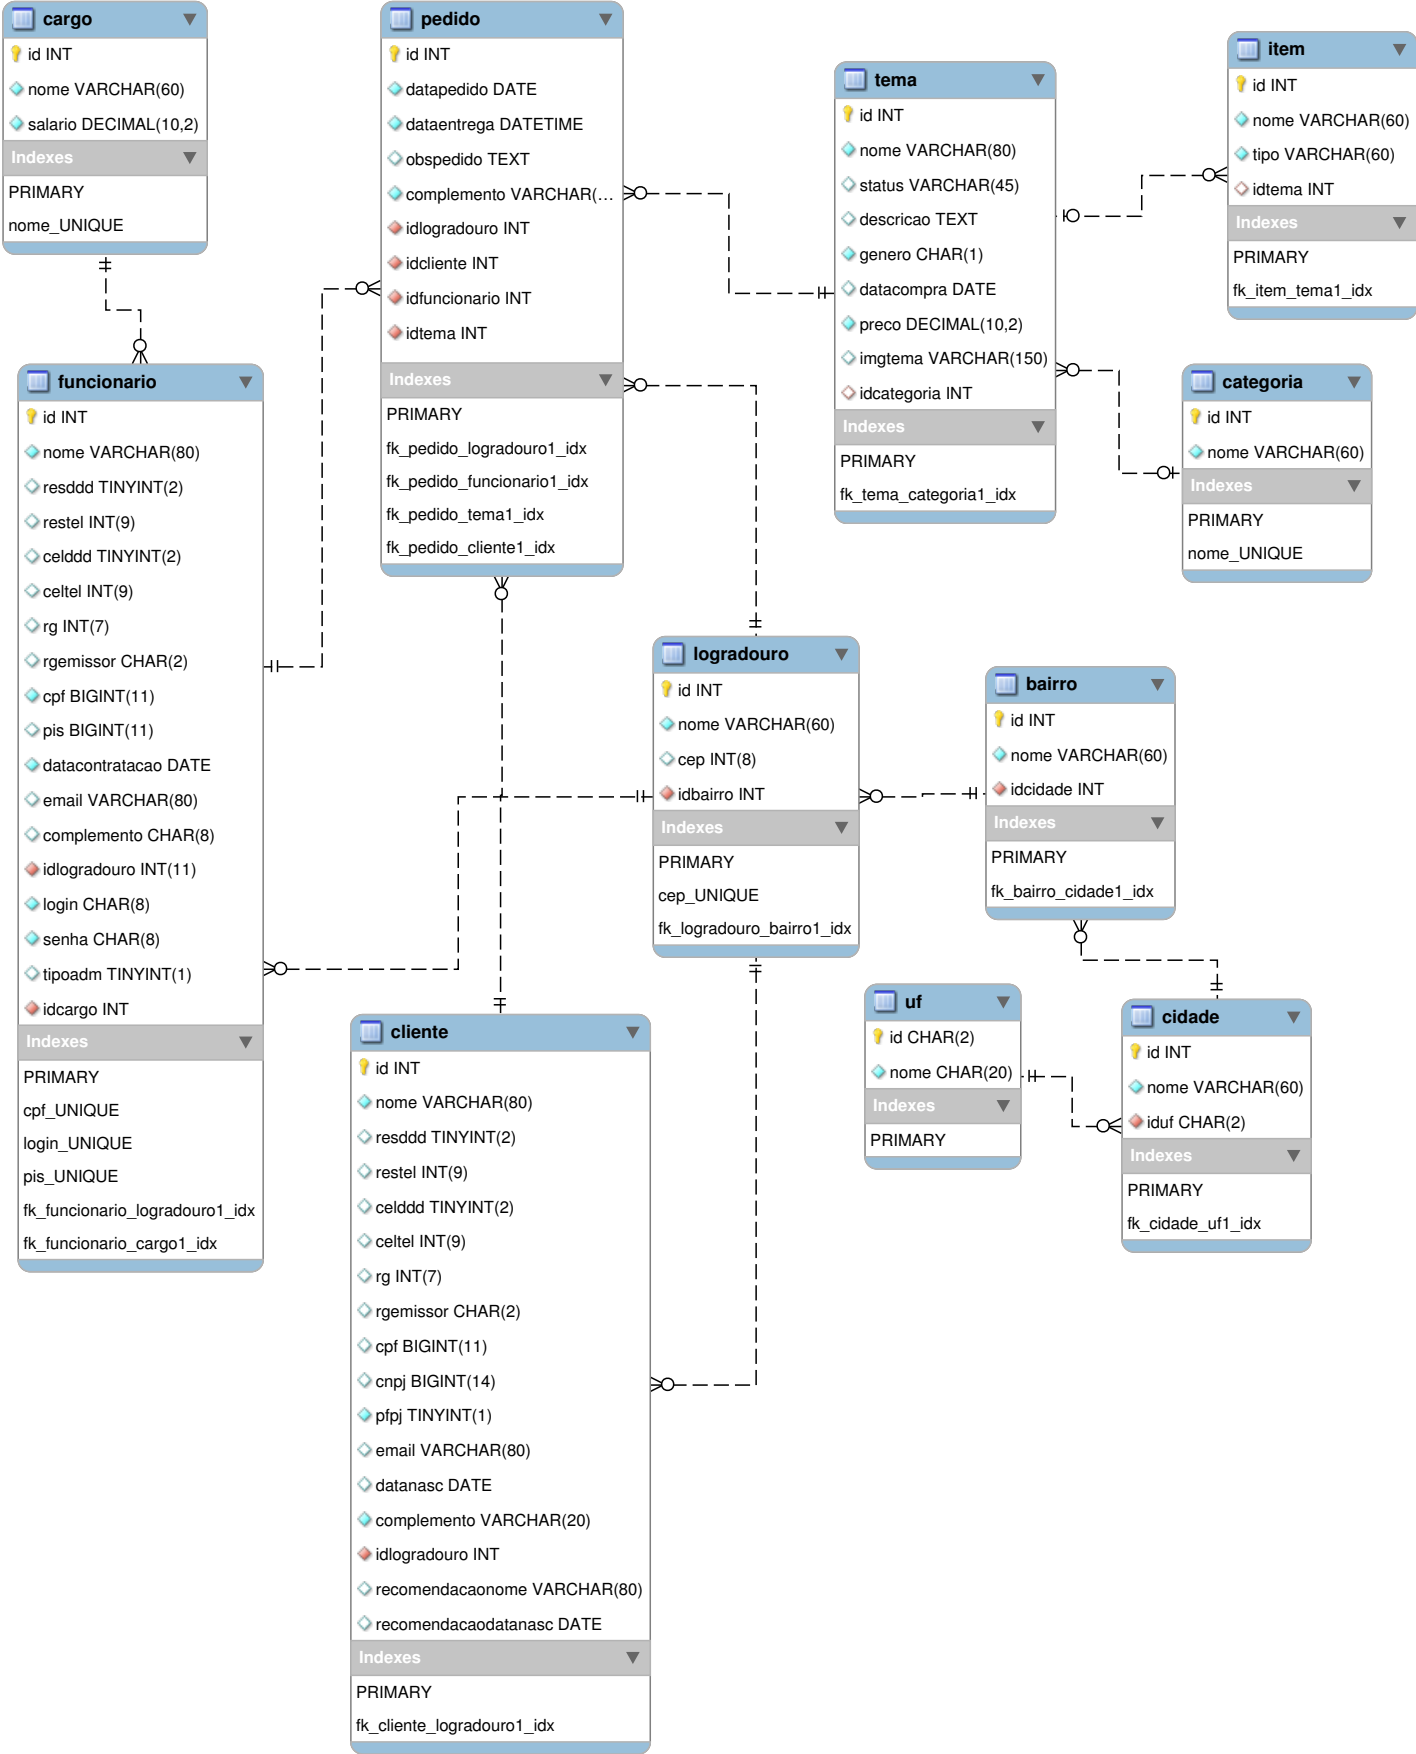 cargo
id INT
nome VARCHAR(60)
salario DECIMAL(10,2)
Indexes
PRIMARY
nome_UNIQUE
pedido
id INT
datapedido DATE
dataentrega DATETIME
obspedido TEXT
complemento VARCHAR(…
idlogradouro INT
idcliente INT
idfuncionario INT
idtema INT
Indexes
PRIMARY
fk_pedido_logradouro1_idx
fk_pedido_funcionario1_idx
fk_pedido_tema1_idx
fk_pedido_cliente1_idx
tema
id INT
nome VARCHAR(80)
status VARCHAR(45)
descricao TEXT
genero CHAR(1)
datacompra DATE
preco DECIMAL(10,2)
imgtema VARCHAR(150)
idcategoria INT
Indexes
PRIMARY
fk_tema_categoria1_idx
item
id INT
nome VARCHAR(60)
tipo VARCHAR(60)
idtema INT
Indexes
PRIMARY
fk_item_tema1_idx
categoria
id INT
nome VARCHAR(60)
Indexes
PRIMARY
nome_UNIQUE
funcionario
id INT
nome VARCHAR(80)
resddd TINYINT(2)
restel INT(9)
celddd TINYINT(2)
celtel INT(9)
rg INT(7)
rgemissor CHAR(2)
cpf BIGINT(11)
pis BIGINT(11)
datacontratacao DATE
email VARCHAR(80)
complemento CHAR(8)
idlogradouro INT(11)
login CHAR(8)
senha CHAR(8)
tipoadm TINYINT(1)
idcargo INT
Indexes
PRIMARY
cpf_UNIQUE
login_UNIQUE
pis_UNIQUE
fk_funcionario_logradouro1_idx
fk_funcionario_cargo1_idx
logradouro
id INT
nome VARCHAR(60)
cep INT(8)
idbairro INT
Indexes
PRIMARY
cep_UNIQUE
fk_logradouro_bairro1_idx
bairro
id INT
nome VARCHAR(60)
idcidade INT
Indexes
PRIMARY
fk_bairro_cidade1_idx
uf
id CHAR(2)
nome CHAR(20)
Indexes
PRIMARY
cidade
id INT
nome VARCHAR(60)
iduf CHAR(2)
Indexes
PRIMARY
fk_cidade_uf1_idx
cliente
id INT
nome VARCHAR(80)
resddd TINYINT(2)
restel INT(9)
celddd TINYINT(2)
celtel INT(9)
rg INT(7)
rgemissor CHAR(2)
cpf BIGINT(11)
cnpj BIGINT(14)
pfpj TINYINT(1)
email VARCHAR(80)
datanasc DATE
complemento VARCHAR(20)
idlogradouro INT
recomendacaonome VARCHAR(80)
recomendacaodatanasc DATE
Indexes
PRIMARY
fk_cliente_logradouro1_idx